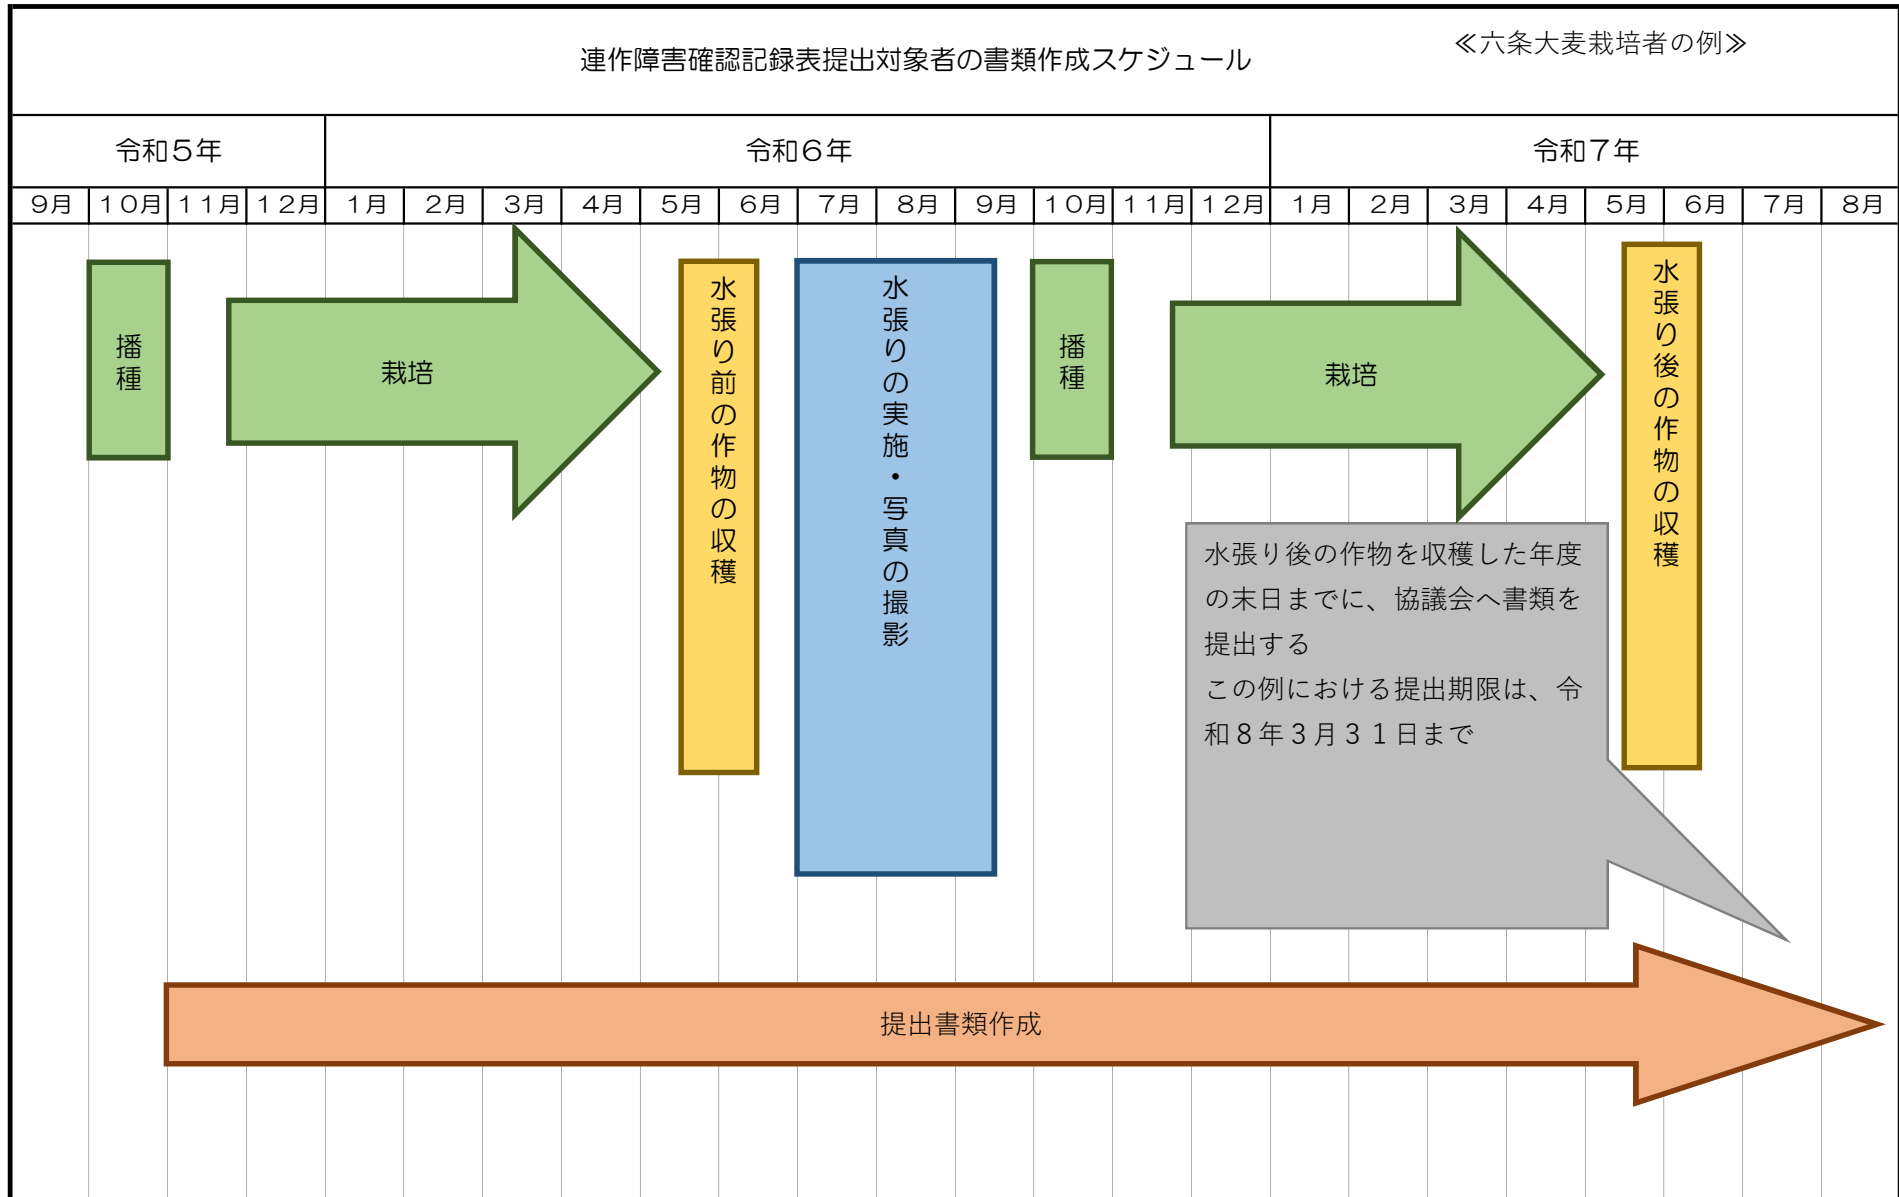 連作障害確認記録表提出対象者の書類作成スケジュール
≪六条大麦栽培者の例≫
令和５年
令和６年
令和７年
９月 １０月 １１月 １２月 １月 ２月 ３月 ４月 ５月 ６月 ７月 ８月 ９月 １０月 １１月 １２月 １月 ２月 ３月 ４月 ５月 ６月 ７月 ８月
播種
栽培
水張り前の作物の収穫
水張りの実施・写真の撮影
播種
栽培
水張り後の作物の収穫
水張り後の作物を収穫した年度
の末日までに、協議会へ書類を
提出する
この例における提出期限は、令
和８年３月３１日まで
提出書類作成